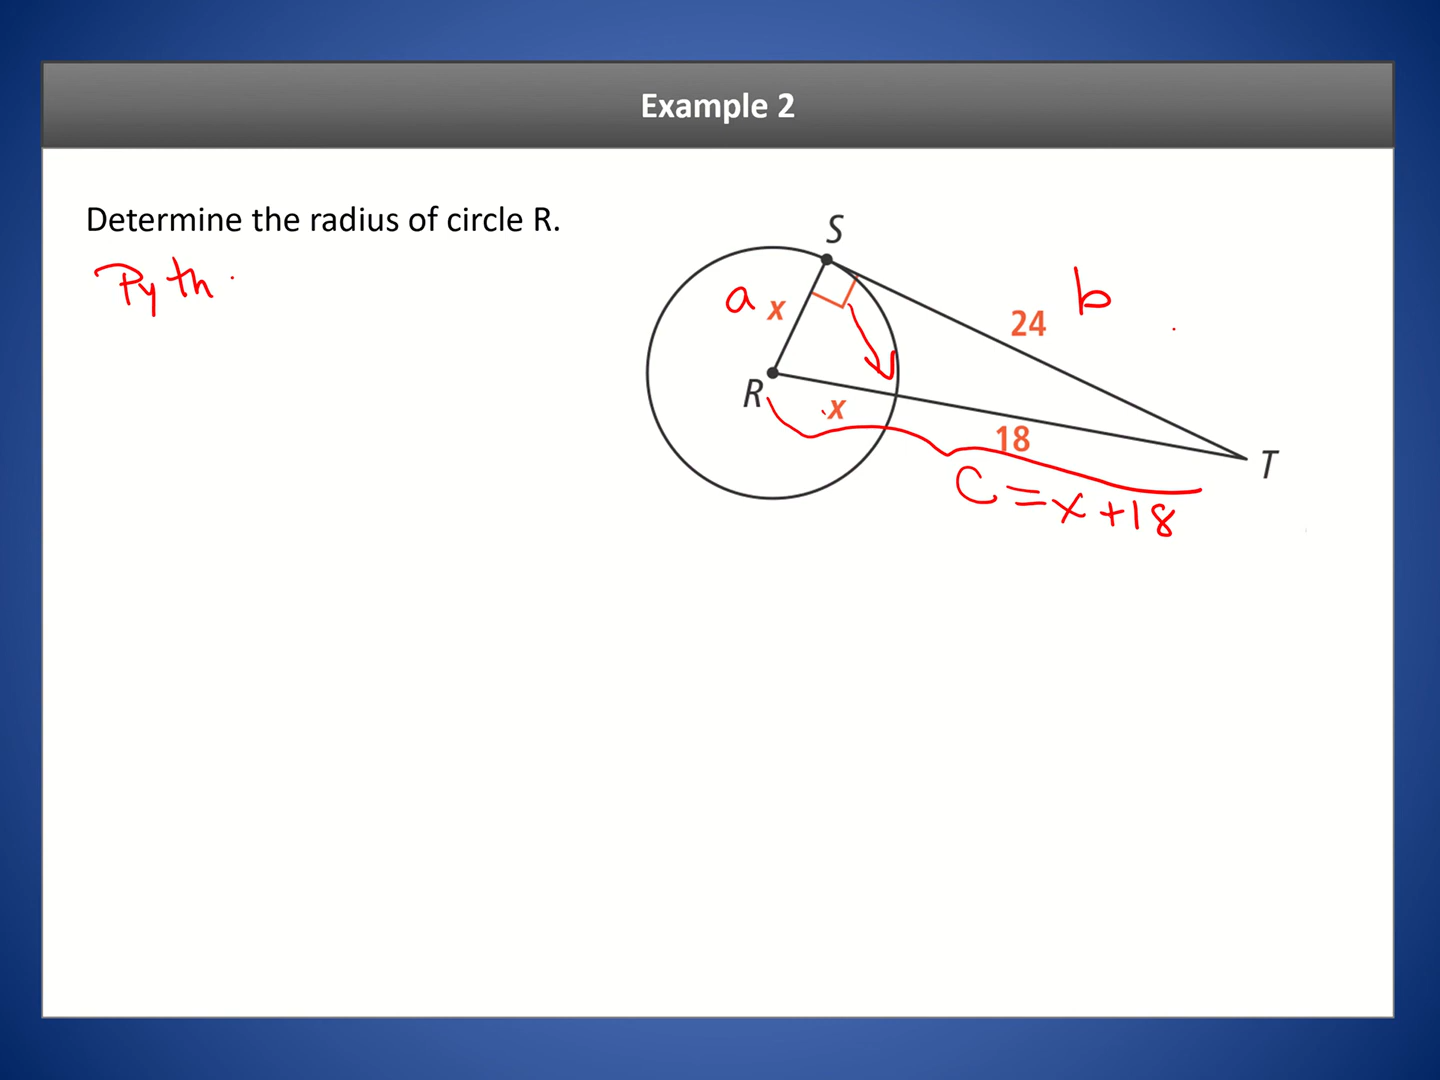 Example 2
Determine the radius of circle R.
Pyth.
S
a x
b
24
R
x
18
T
C = x + 18